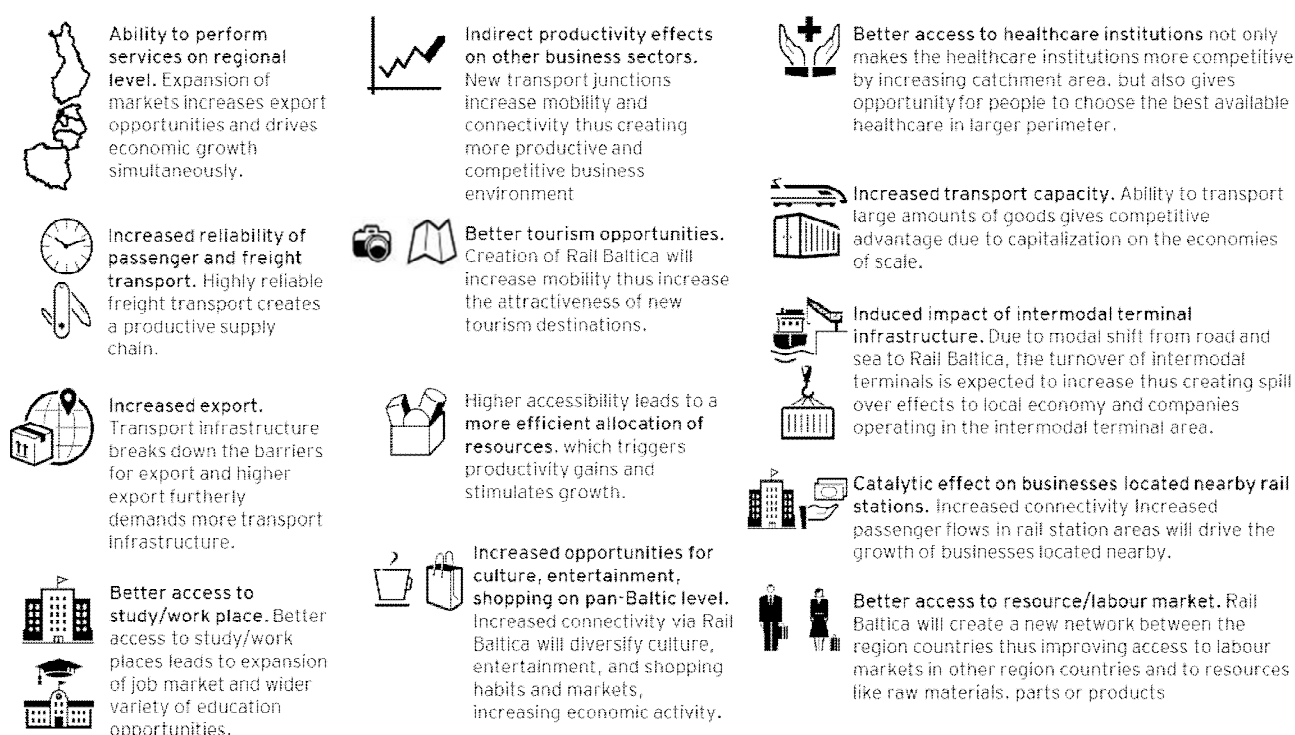 Ability to perform
services on regional
level. Expansion of
markets increases export
opportunities and drives
economic growth
simultaneously.
Increased reliability of
passenger and freight
transport. Highly reliable
freight transport creates
a productive supply
chain.
Increased export.
Transport infrastructure
breaks down the barriers
for export and higher
export furtherly
demands more transport
infrastructure.
Better access to
study/work place. Better
access to study/work
places leads to expansion
of job market and wider
variety of education
opportunities.
Indirect productivity effects
on other business sectors.
New transport junctions
increase mobility and
connectivity thus creating
more productive and
competitive business
environment
Better tourism opportunities.
Creation of Rail Baltica will
increase mobility thus increase
the attractiveness of new
tourism destinations.
Higher accessibility leads to a
more efficient allocation of
resources, which triggers
productivity gains and
stimulates growth.
Increased opportunities for
culture, entertainment,
shopping on pan-Baltic level.
Increased connectivity via Rail
Baltica will diversify culture,
entertainment, and shopping
habits and markets,
increasing economic activity.
Better access to healthcare institutions not only
makes the healthcare institutions more competitive
by increasing catchment area, but also gives
opportunity for people to choose the best available
healthcare in larger perimeter.
Increased transport capacity. Ability to transport
large amounts of goods gives competitive
advantage due to capitalization on the economies
of scale.
Induced impact of intermodal terminal
infrastructure. Due to modal shift from road and
sea to Rail Baltica, the turnover of intermodal
terminals is expected to increase thus creating spill
over effects to local economy and companies
operating in the intermodal terminal area.
Catalytic effect on businesses located nearby rail
stations. Increased connectivity Increased
passenger flows in rail station areas will drive the
growth of businesses located nearby.
Better access to resource/labour market. Rail
Baltica will create a new network between the
region countries thus improving access to labour
markets in other region countries and to resources
like raw materials, parts or products